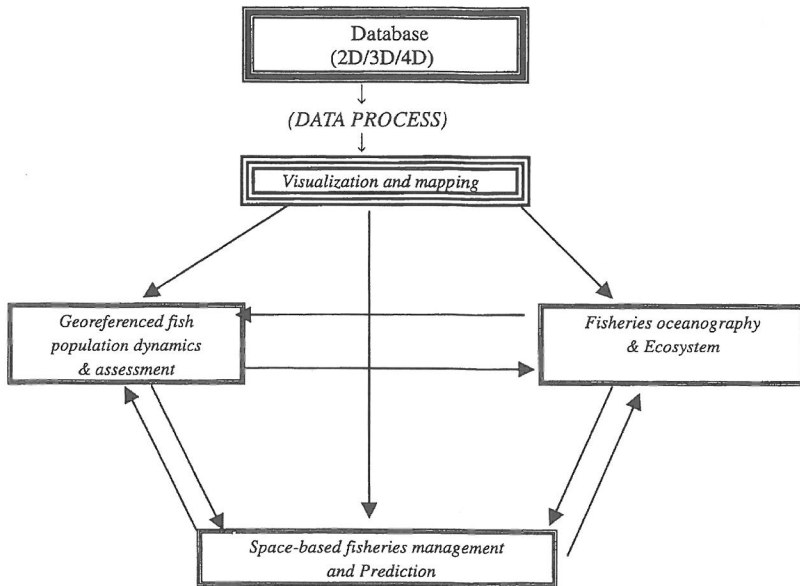 Database
(2D/3D/4D)
(DATA PROCESS)
Visualization and mapping
Georeferenced fish
population dynamics
& assessment
Fisheries oceanography
& Ecosystem
Space-based fisheries management
and Prediction